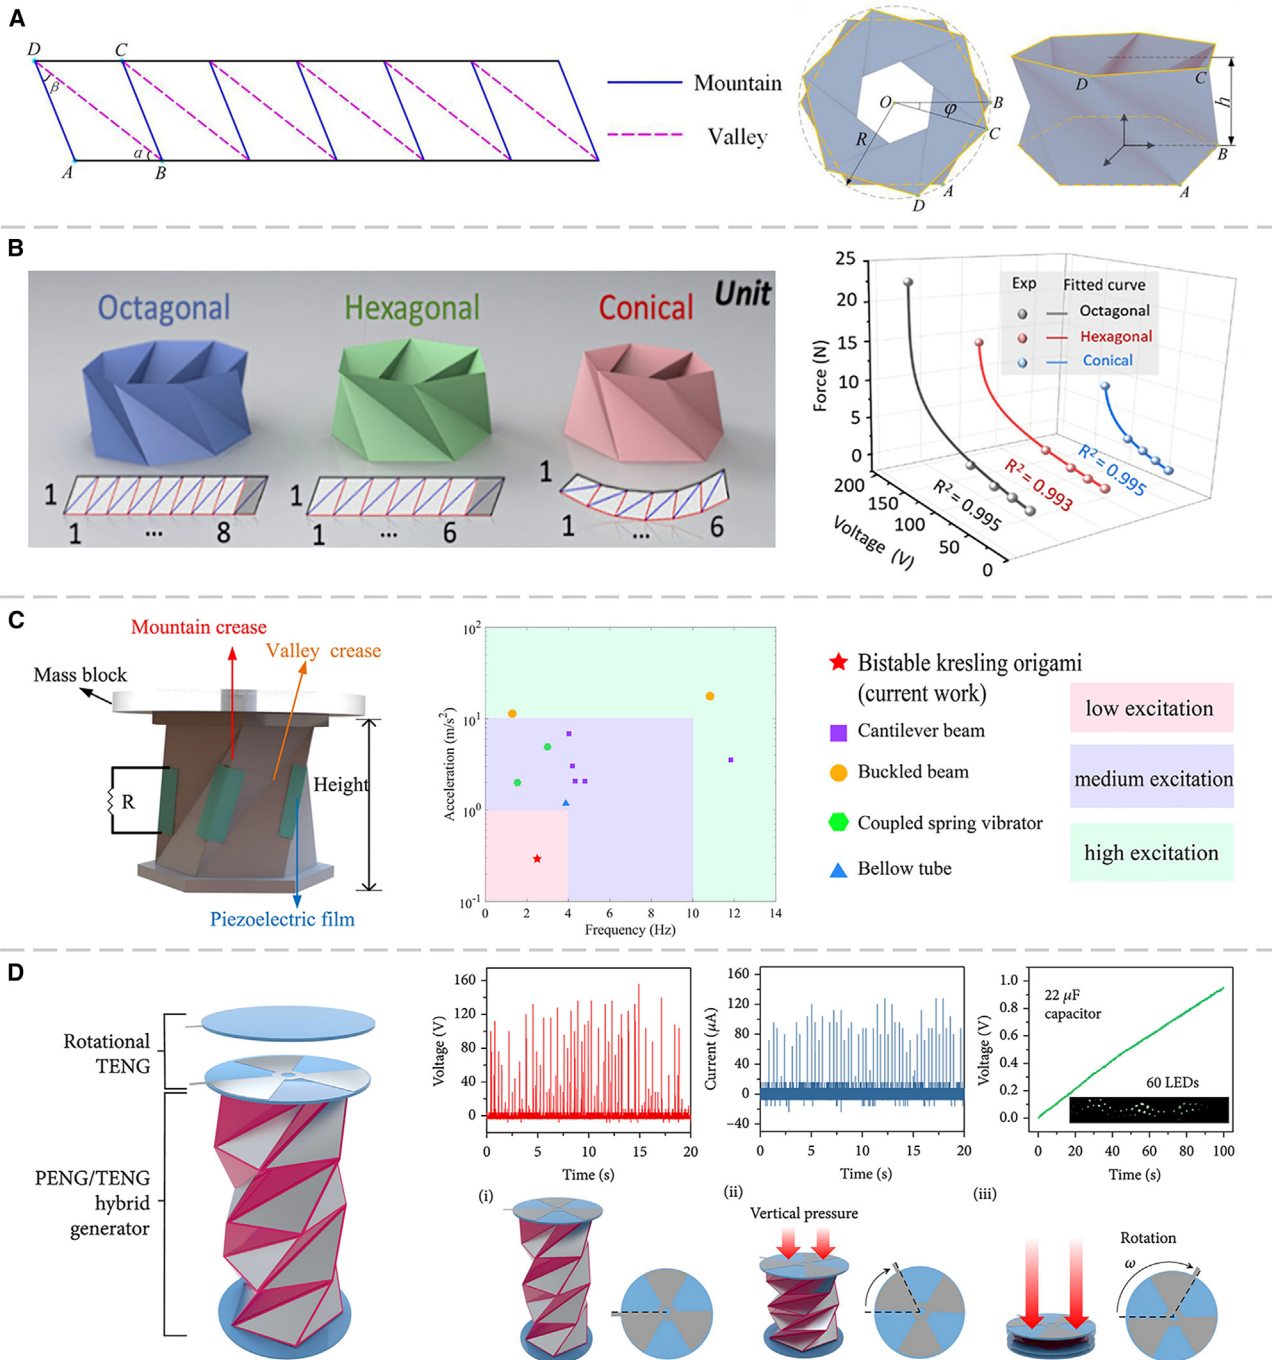 A
D
C
β
α
A
B
Mountain
Valley
O
B
φ
C
R
A
D
D
C
h
B
A
B
Octagonal
Hexagonal
Conical
Unit
1
1
...
8
1
1
...
6
1
1
...
6
25
20
15
10
5
0
Force (N)
Exp Fitted curve
Octagonal
Hexagonal
Conical
R² = 0.995
R² = 0.993
R² = 0.995
200
150
100
50
0
Voltage (V)
C
Mountain crease
Valley crease
Mass block
R
Height
Piezoelectric film
10²
10¹
10⁰
10⁻¹
Acceleration (m/s²)
0 2 4 6 8 10 12 14
Frequency (Hz)
Bistable kresling origami
(current work)
Cantilever beam
Buckled beam
Coupled spring vibrator
Bellow tube
low excitation
medium excitation
high excitation
D
Rotational
TENG
PENG/TENG
hybrid
generator
160
120
80
40
0
Voltage (V)
0 5 10 15 20
Time (s)
160
120
80
40
0
−40
Current (μA)
0 5 10 15 20
Time (s)
1.0
0.8
0.6
0.4
0.2
0.0
Voltage (V)
22 μF
capacitor
60 LEDs
0 20 40 60 80 100
Time (s)
(i)
(ii)
Vertical pressure
(iii)
Rotation
ω